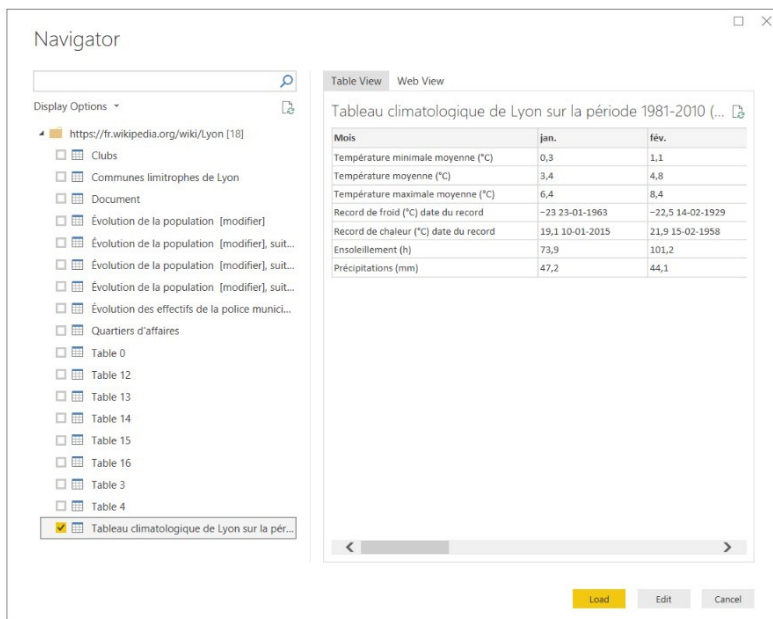 Navigator
Display Options
https://fr.wikipedia.org/wiki/Lyon [18]
Clubs
Communes limitrophes de Lyon
Document
Évolution de la population [modifier]
Évolution de la population [modifier], suit...
Évolution de la population [modifier], suit...
Évolution de la population [modifier], suit...
Évolution des effectifs de la police munici...
Quartiers d'affaires
Table 0
Table 12
Table 13
Table 14
Table 15
Table 16
Table 3
Table 4
Tableau climatologique de Lyon sur la pér...
Table View Web View
Tableau climatologique de Lyon sur la période 1981-2010 (...
Mois jan. fév.
Température minimale moyenne (°C) 0,3 1,1
Température moyenne (°C) 3,4 4,8
Température maximale moyenne (°C) 6,4 8,4
Record de froid (°C) date du record −23 23-01-1963 −22,5 14-02-1929
Record de chaleur (°C) date du record 19,1 10-01-2015 21,9 15-02-1958
Ensoleillement (h) 73,9 101,2
Précipitations (mm) 47,2 44,1
Load Edit Cancel